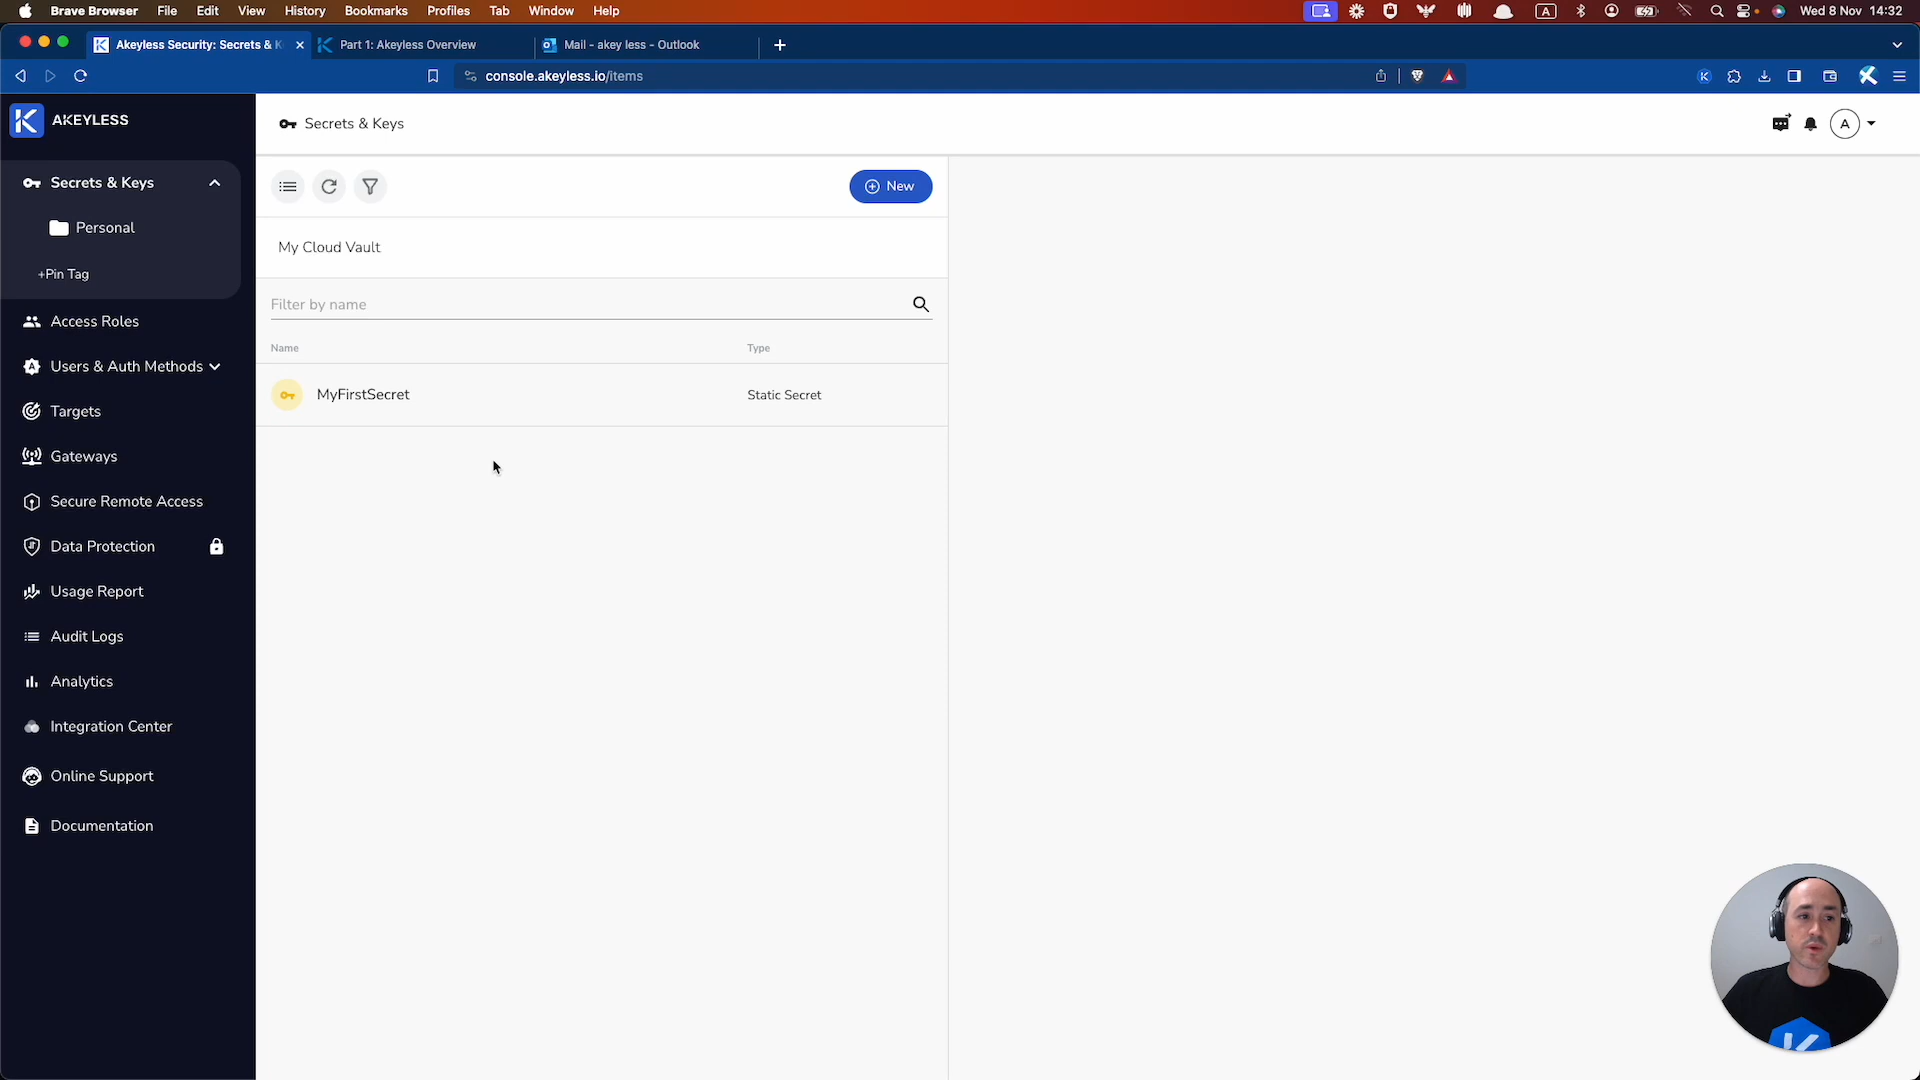 Brave Browser File Edit View History Bookmarks Profiles Tab Window Help A Wed 8 Nov 14:32
Akeyless Security: Secrets & K Part 1: Akeyless Overview Mail - akey less - Outlook
console.akeyless.io/items
AKEYLESS
Secrets & Keys
Personal
+Pin Tag
Access Roles
Users & Auth Methods
Targets
Gateways
Secure Remote Access
Data Protection
Usage Report
Audit Logs
Analytics
Integration Center
Online Support
Documentation
Secrets & Keys
A
New
My Cloud Vault
Filter by name
Name Type
MyFirstSecret Static Secret